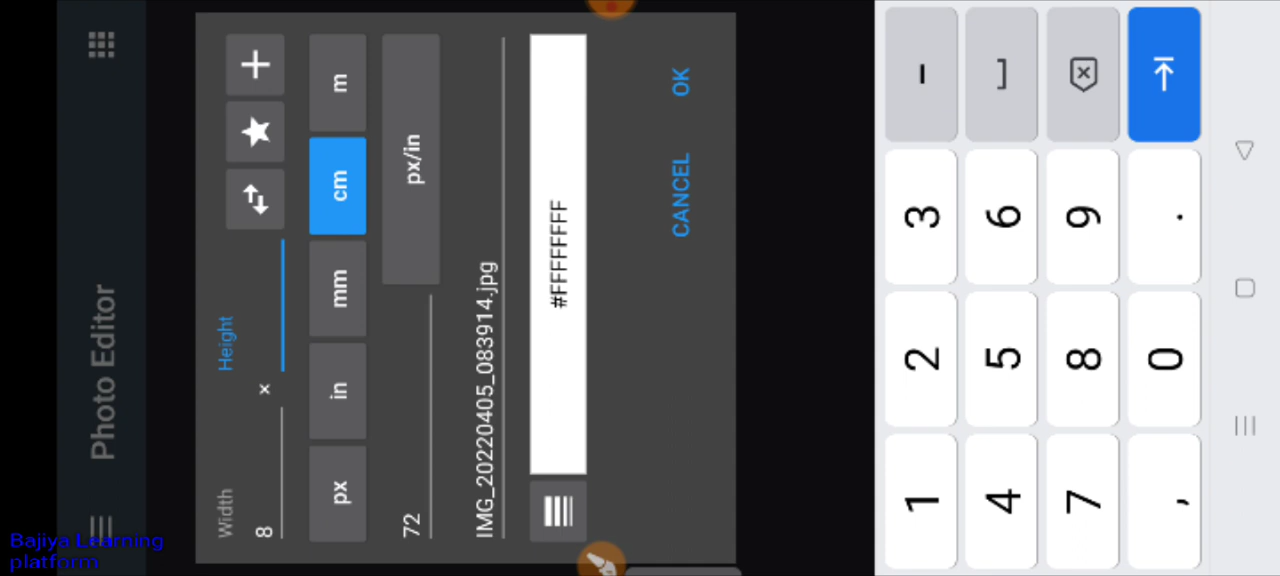 Photo Editor
Width Height
8 ×
px in mm cm m
72 px/in
IMG_20220405_083914.jpg
#FFFFFFFF
CANCEL OK
1 2 3 -
4 5 6
7 8 9
, 0 .
Bajiya Learning
platform